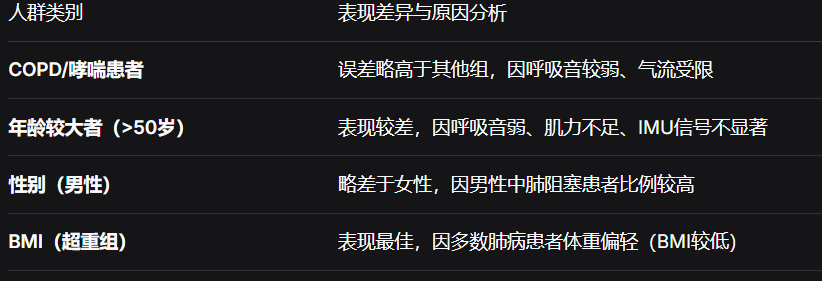 人群类别 表现差异与原因分析
COPD/哮喘患者 误差略高于其他组，因呼吸音较弱、气流受限
年龄较大者（>50岁） 表现较差，因呼吸音弱、肌力不足、IMU信号不显著
性别（男性） 略差于女性，因男性中肺阻塞患者比例较高
BMI（超重组） 表现最佳，因多数肺病患者体重偏轻（BMI较低）